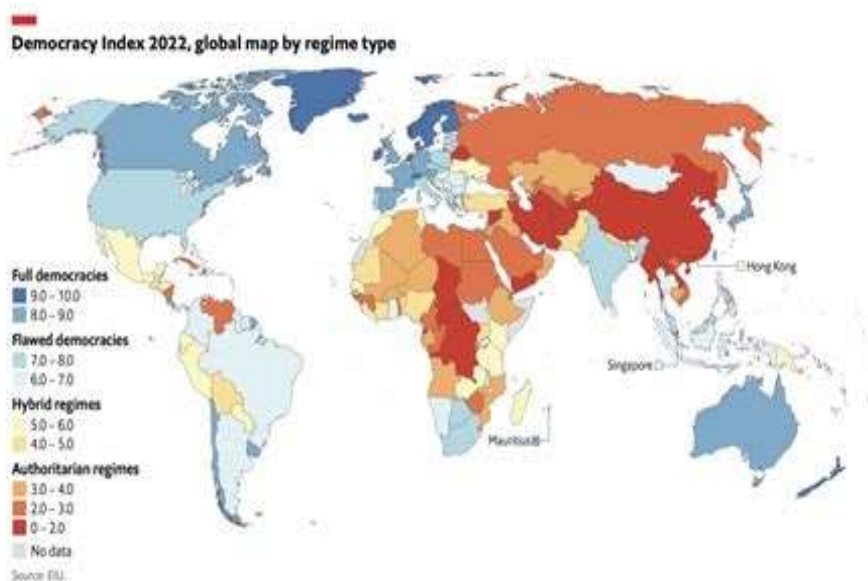 Democracy Index 2022, global map by regime type
Full democracies
9.0 – 10.0
8.0 – 9.0
Flawed democracies
7.0 – 8.0
6.0 – 7.0
Hybrid regimes
5.0 – 6.0
4.0 – 5.0
Authoritarian regimes
3.0 – 4.0
2.0 – 3.0
0 – 2.0
No data
Source: EIU.
Hong Kong
Singapore
Mauritius